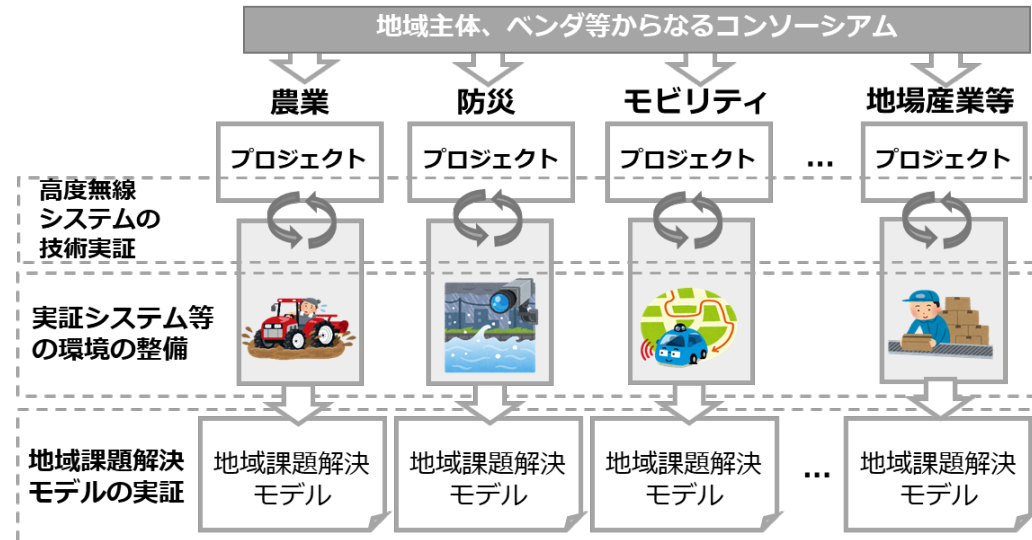 地域主体、ベンダ等からなるコンソーシアム
農業
防災
モビリティ
地場産業等
プロジェクト
プロジェクト
プロジェクト
...
プロジェクト
高度無線
システムの
技術実証
実証システム等
の環境の整備
地域課題解決
モデルの実証
地域課題解決
モデル
地域課題解決
モデル
地域課題解決
モデル
...
地域課題解決
モデル